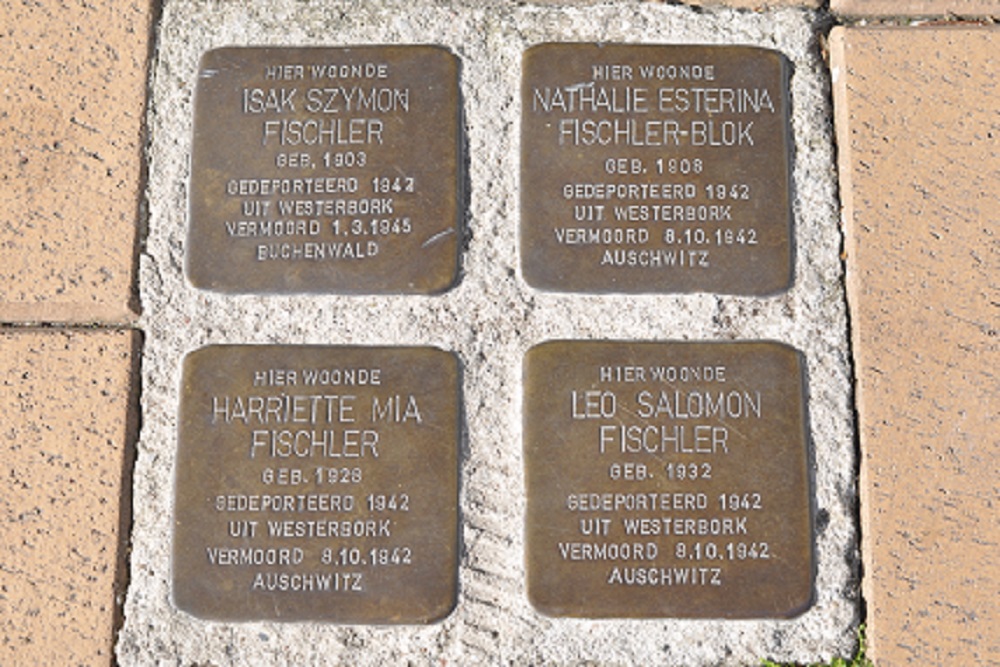 HIER WOONDE
ISAK SZYMON
FISCHLER
GEB. 1903
GEDEPORTEERD 1942
UIT WESTERBORK
VERMOORD 1.3.1945
BUCHENWALD
HIER WOONDE
NATHALIE ESTERINA
FISCHLER-BLOK
GEB. 1908
GEDEPORTEERD 1942
UIT WESTERBORK
VERMOORD 8.10.1942
AUSCHWITZ
HIER WOONDE
HARRIETTE MIA
FISCHLER
GEB. 1928
GEDEPORTEERD 1942
UIT WESTERBORK
VERMOORD 8.10.1942
AUSCHWITZ
HIER WOONDE
LEO SALOMON
FISCHLER
GEB. 1932
GEDEPORTEERD 1942
UIT WESTERBORK
VERMOORD 8.10.1942
AUSCHWITZ